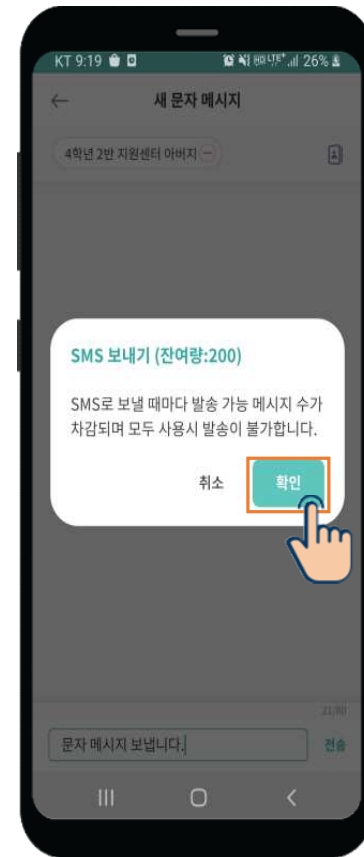 KT 9:19 26%
새 문자 메시지
4학년 2반 지원센터 아버지
SMS 보내기 (잔여량:200)
SMS로 보낼 때마다 발송 가능 메시지 수가
차감되며 모두 사용시 발송이 불가합니다.
취소 확인
문자 메시지 보냅니다.
전송